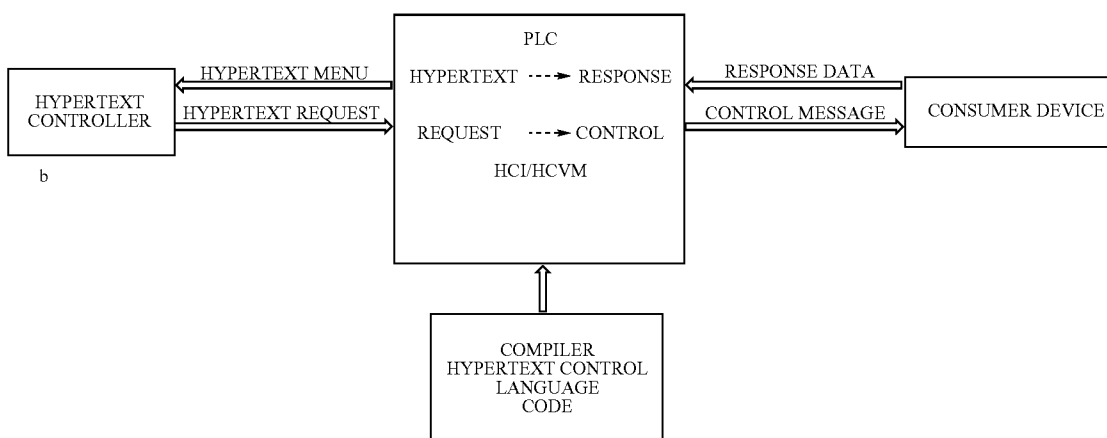 PLC
HYPERTEXT MENU
HYPERTEXT
RESPONSE
RESPONSE DATA
HYPERTEXT
CONTROLLER
HYPERTEXT REQUEST
REQUEST
CONTROL
CONTROL MESSAGE
CONSUMER DEVICE
HCI/HCVM
b
COMPILER
HYPERTEXT CONTROL
LANGUAGE
CODE